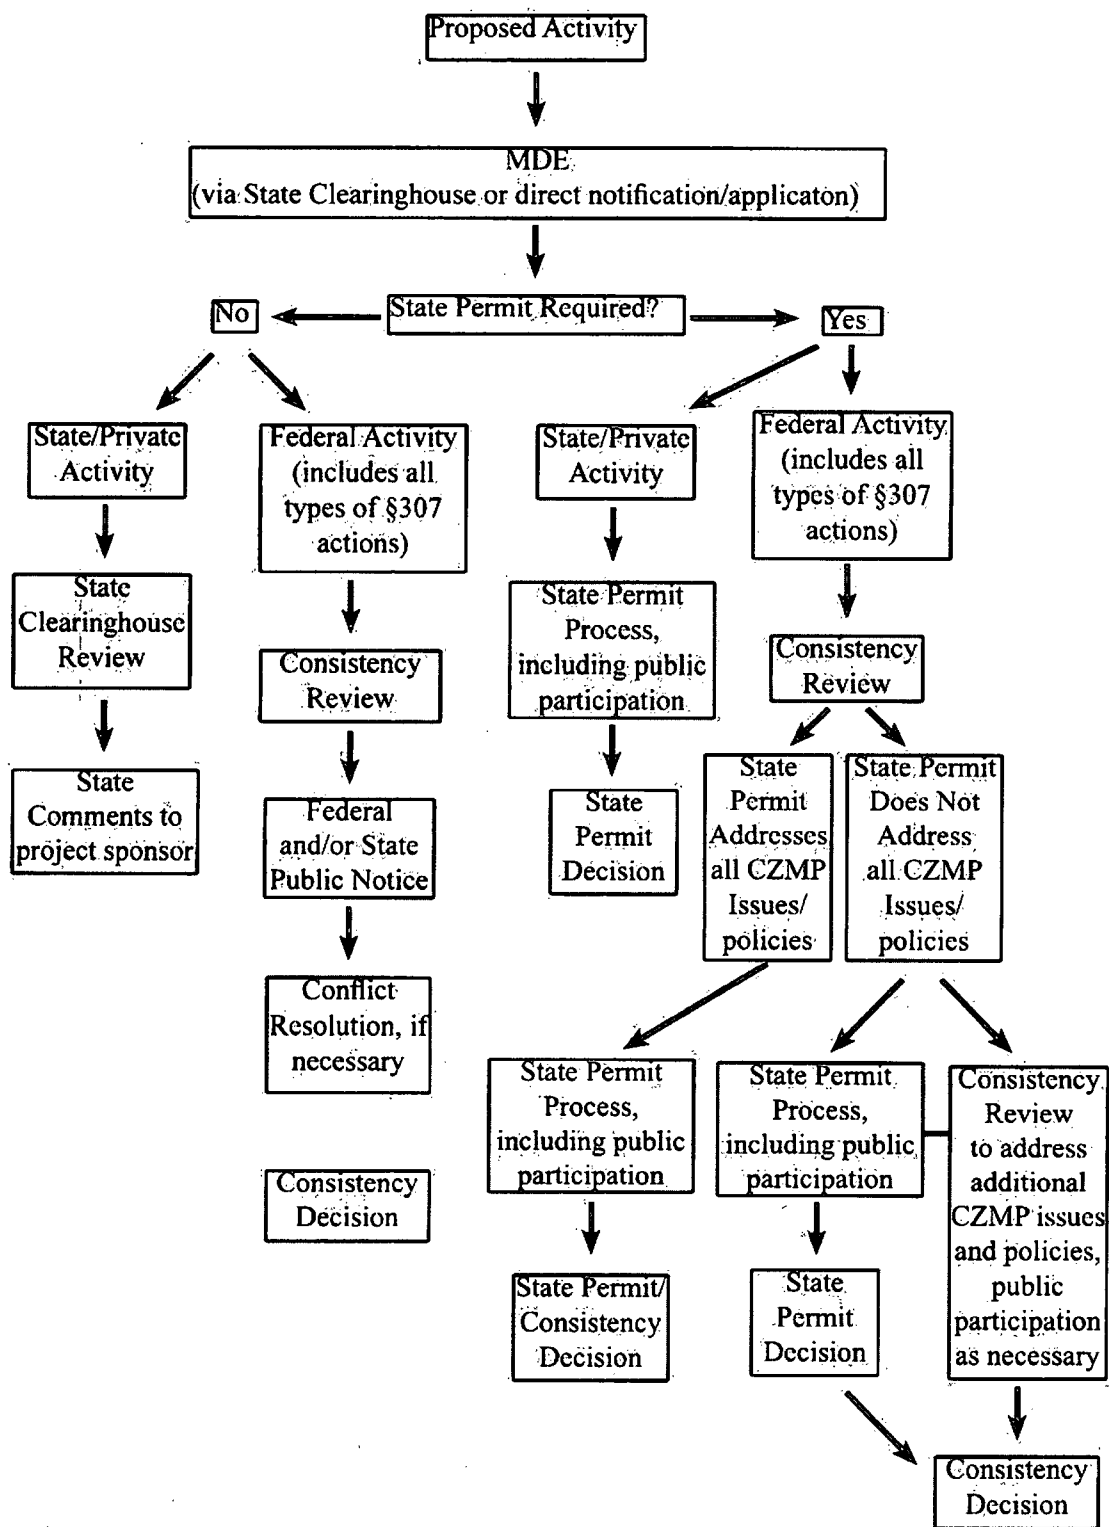 Proposed Activity
MDE
(via State Clearinghouse or direct notification/applicaton)
No
State Permit Required?
Yes
State/Private
Activity
Federal Activity
(includes all
types of §307
actions)
State/Private
Activity
Federal Activity
(includes all
types of §307
actions)
State
Clearinghouse
Review
Consistency
Review
State Permit
Process,
including public
participation
Consistency
Review
State
Comments to
project sponsor
Federal
and/or State
Public Notice
State
Permit
Decision
State
Permit
Addresses
all CZMP
Issues/
policies
State Permit
Does Not
Address
all CZMP
Issues/
policies
Conflict
Resolution, if
necessary
Consistency
Decision
State Permit
Process,
including public
participation
State Permit
Process,
including public
participation
Consistency
Review
to address
additional
CZMP issues
and policies,
public
participation
as necessary
State Permit/
Consistency
Decision
State
Permit
Decision
Consistency
Decision